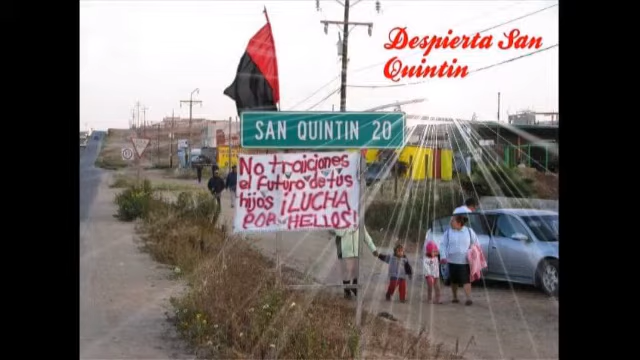 Despierta San
Quintin
SAN QUINTIN 20
No traiciones
el futuro de tus
hijos ¡LUCHA
POR HELLOS!